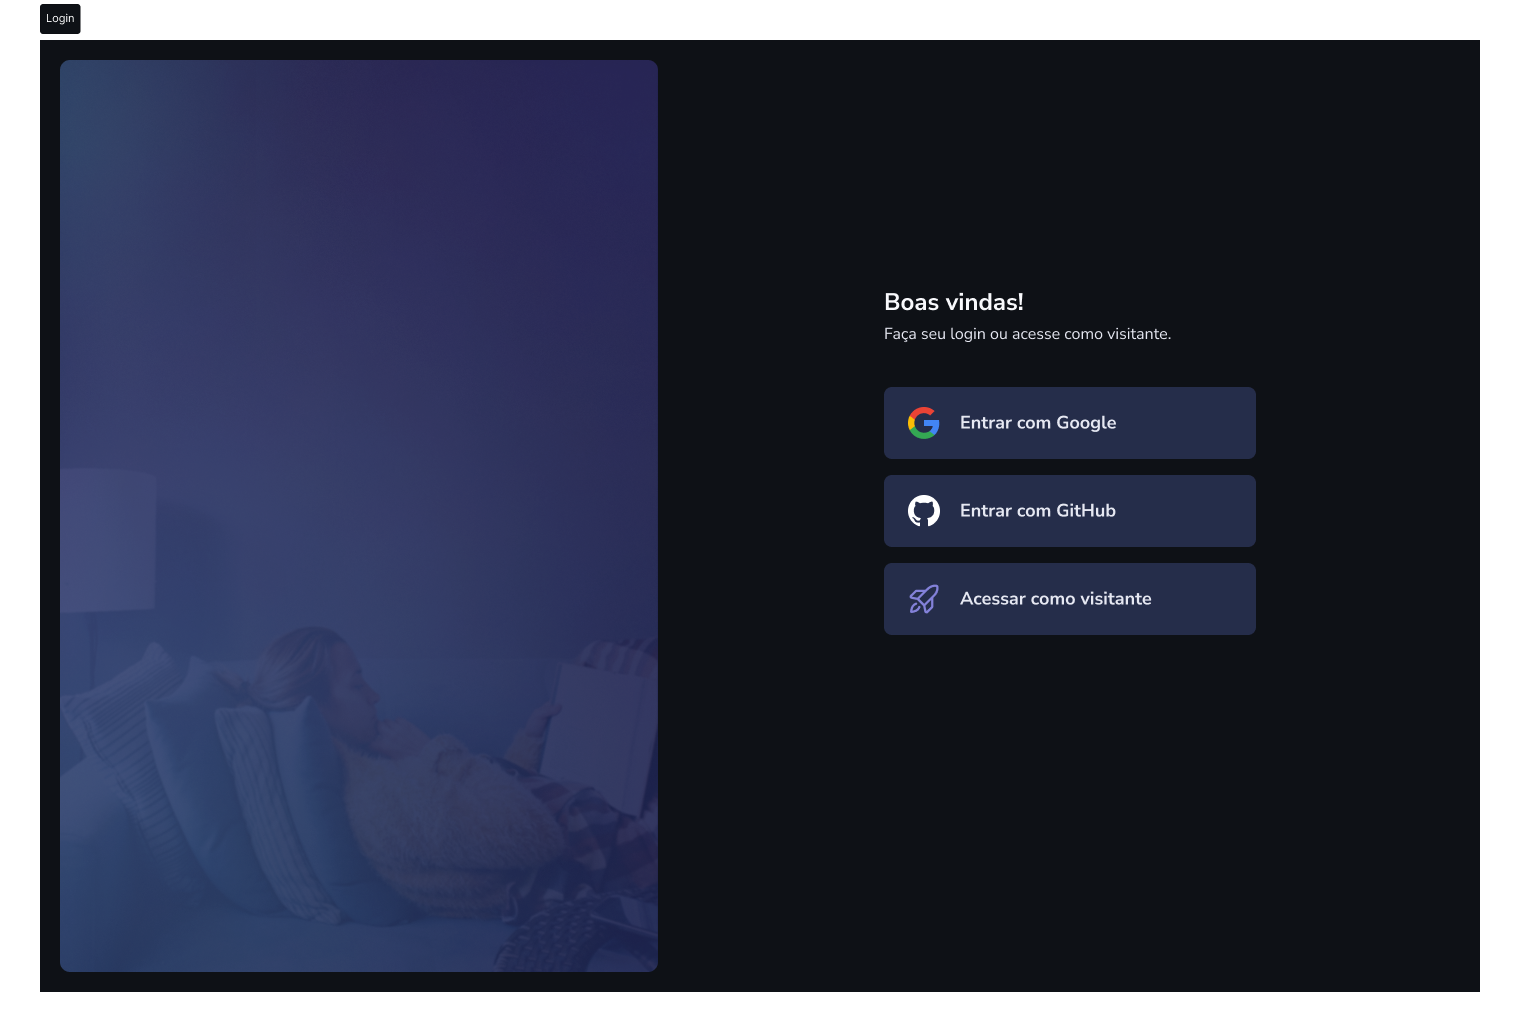 Login
Boas vindas!
Faça seu login ou acesse como visitante.
Entrar com Google
Entrar com GitHub
Acessar como visitante